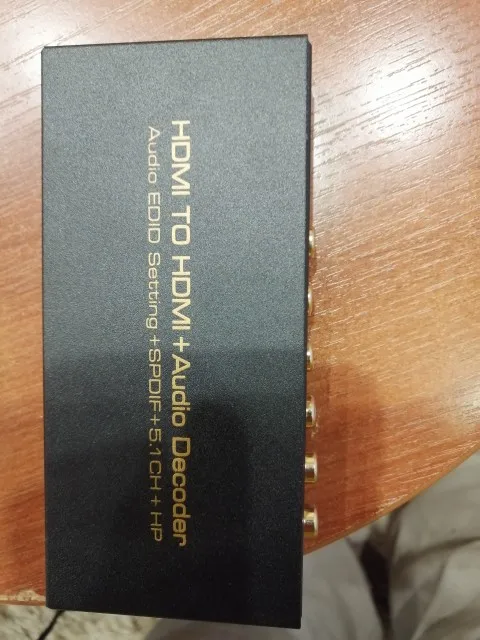 HDMI TO HDMI+Audio Decoder
Audio EDID Setting+SPDIF+5.1CH+HP